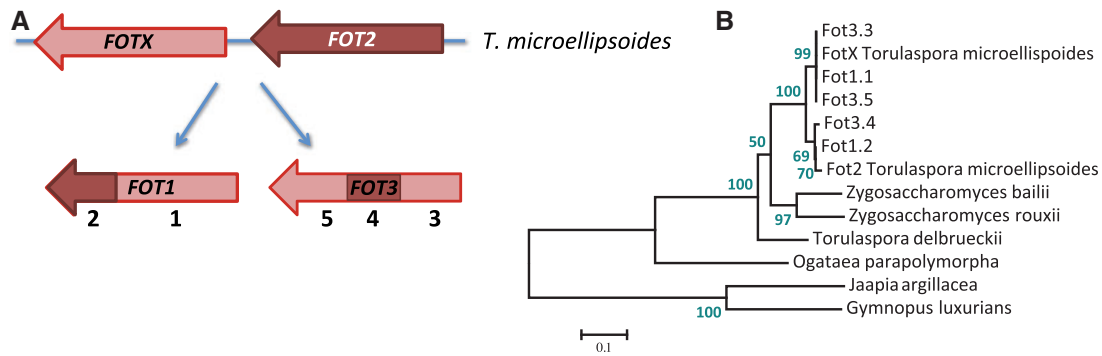 A
FOTX
FOT2
T. microellipsoides
FOT1
FOT3
2
1
5
4
3
B
Fot3.3
99
FotX Torulaspora microellispoides
Fot1.1
100
Fot3.5
Fot3.4
50
Fot1.2
69
70
Fot2 Torulaspora microellipsoides
100
Zygosaccharomyces bailii
97
Zygosaccharomyces rouxii
Torulaspora delbrueckii
Ogataea parapolymorpha
Jaapia argillacea
100
Gymnopus luxurians
0.1